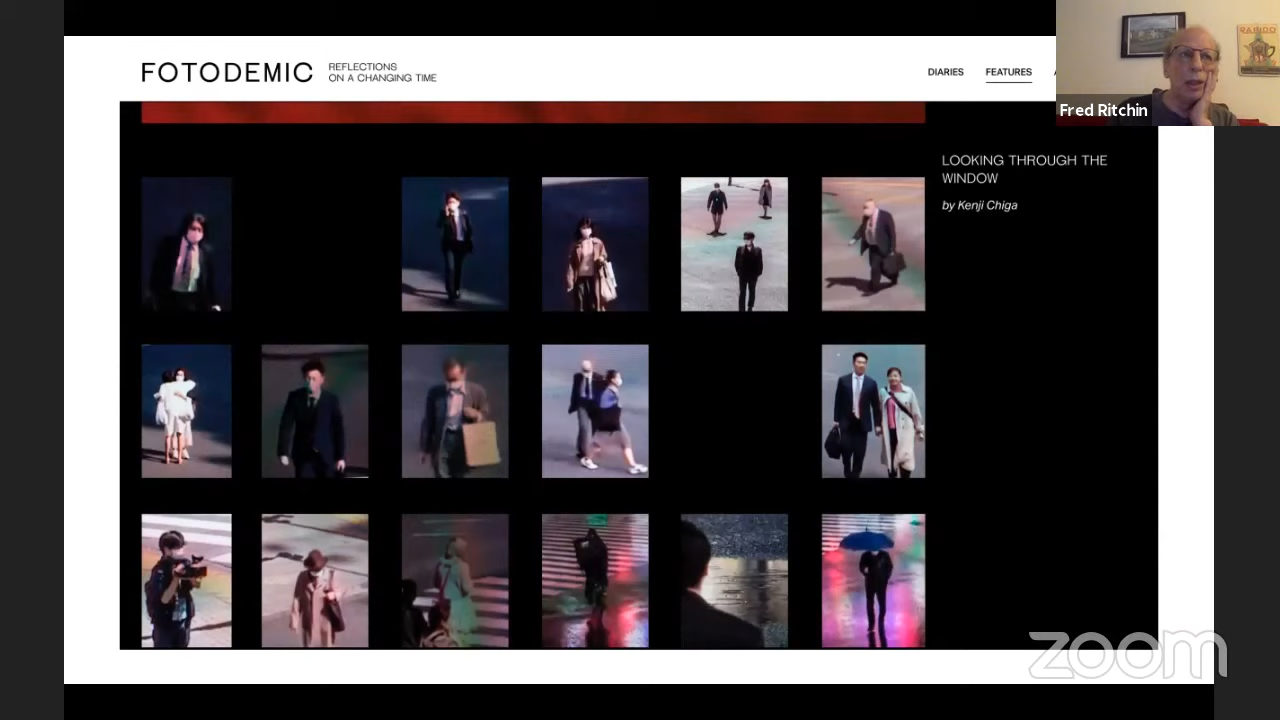 FOTODEMIC
REFLECTIONS
ON A CHANGING TIME
DIARIES
FEATURES
Fred Ritchin
LOOKING THROUGH THE
WINDOW
by Kenji Chiga
zoom